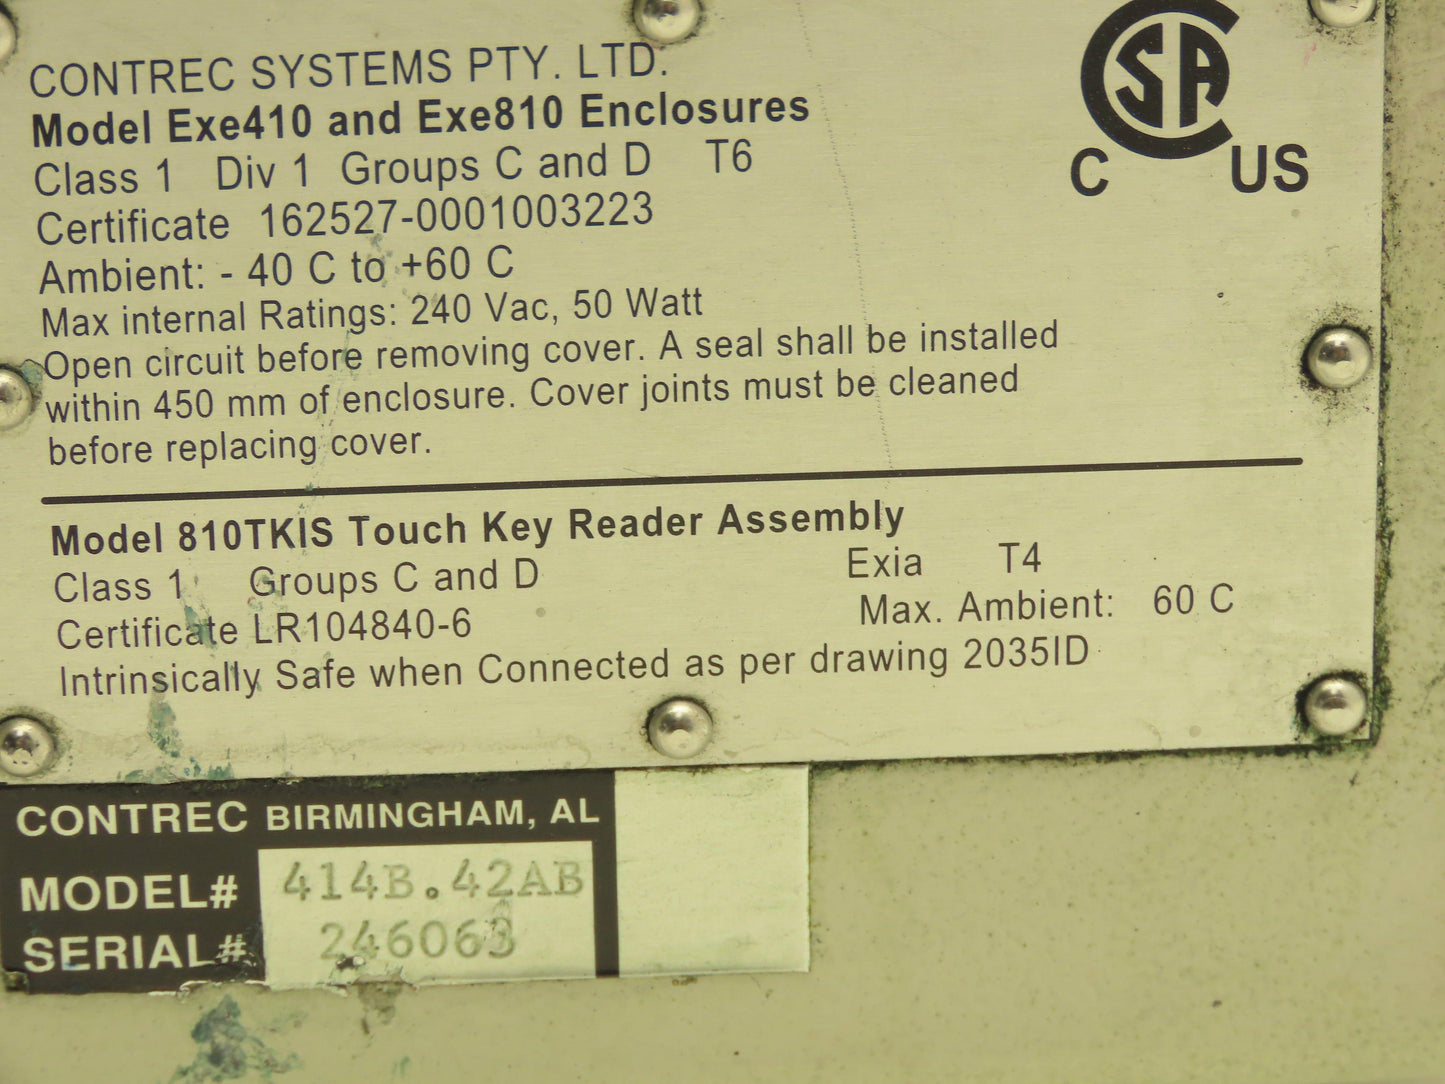 CONTREC SYSTEMS PTY. LTD.
Model Exe410 and Exe810 Enclosures
Class 1 Div 1 Groups C and D T6
Certificate 162527-0001003223
Ambient: - 40 C to +60 C
Max internal Ratings: 240 Vac, 50 Watt
Open circuit before removing cover. A seal shall be installed
within 450 mm of enclosure. Cover joints must be cleaned
before replacing cover.
SA
C US
Model 810TKIS Touch Key Reader Assembly
Class 1 Groups C and D Exia T4
Certificate LR104840-6 Max. Ambient: 60 C
Intrinsically Safe when Connected as per drawing 2035ID
CONTREC BIRMINGHAM, AL
MODEL# 414B.42AB
SERIAL# 246063